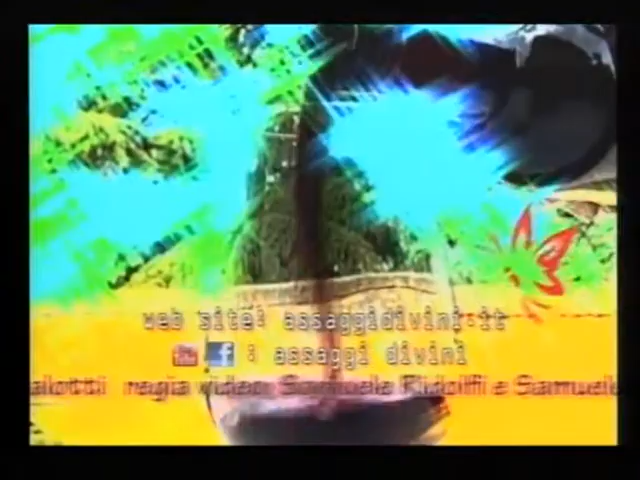 web site: assaggidivini.it
: assaggi divini
regia video: Samuele Ridolfi e Samuele